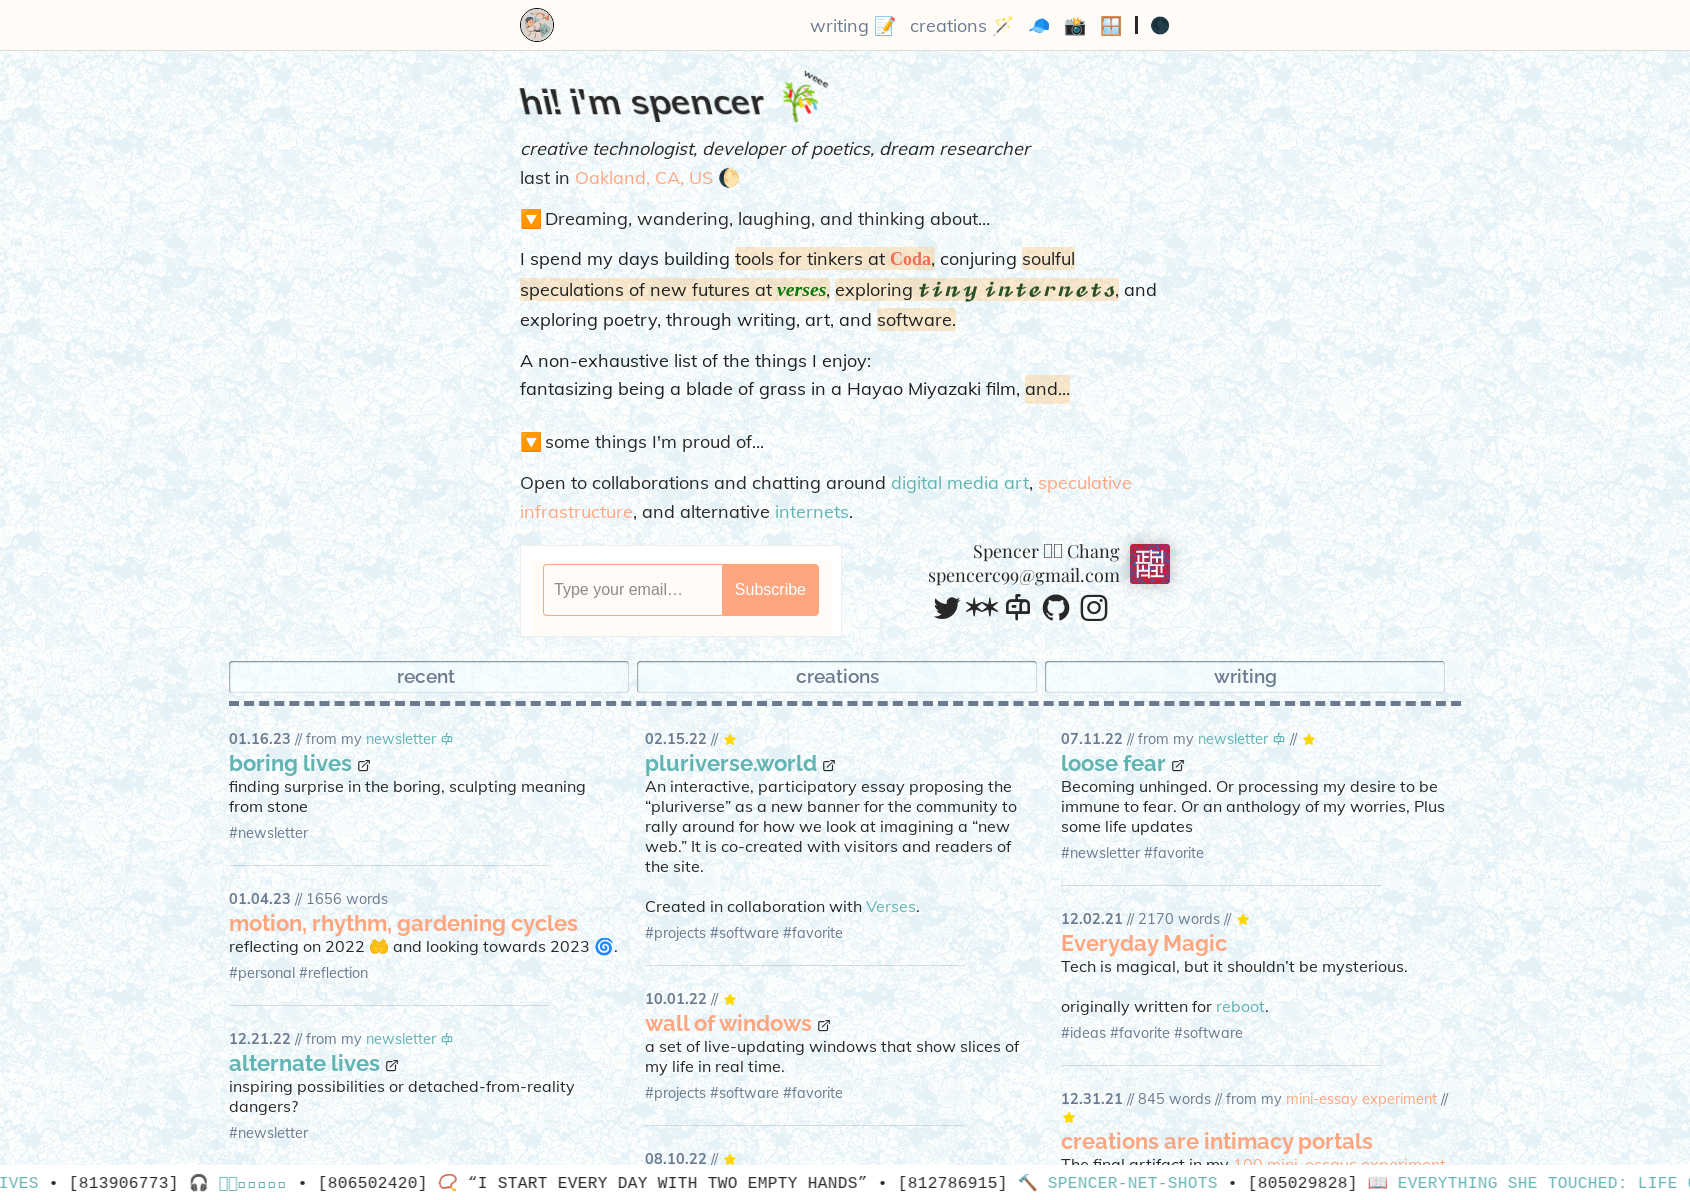 writing 📝 creations 🪄 🧢 📸 🪟 | 🌑
hi! i'm spencer 🎋
weee
creative technologist, developer of poetics, dream researcher
last in Oakland, CA, US 🌔
🔽 Dreaming, wandering, laughing, and thinking about...
I spend my days building tools for tinkers at Coda, conjuring soulful
speculations of new futures at verses, exploring tiny internets, and
exploring poetry, through writing, art, and software.
A non-exhaustive list of the things I enjoy:
fantasizing being a blade of grass in a Hayao Miyazaki film, and...
🔽 some things I'm proud of...
Open to collaborations and chatting around digital media art, speculative
infrastructure, and alternative internets.
Type your email… Subscribe
Spencer Chang
spencerc99@gmail.com
recent
creations
writing
01.16.23 // from my newsletter
boring lives
finding surprise in the boring, sculpting meaning
from stone
#newsletter
01.04.23 // 1656 words
motion, rhythm, gardening cycles
reflecting on 2022 🤲 and looking towards 2023 🌀.
#personal #reflection
12.21.22 // from my newsletter
alternate lives
inspiring possibilities or detached-from-reality
dangers?
#newsletter
02.15.22 // ⭐
pluriverse.world
An interactive, participatory essay proposing the
“pluriverse” as a new banner for the community to
rally around for how we look at imagining a “new
web.” It is co-created with visitors and readers of
the site.
Created in collaboration with Verses.
#projects #software #favorite
10.01.22 // ⭐
wall of windows
a set of live-updating windows that show slices of
my life in real time.
#projects #software #favorite
08.10.22 // ⭐
07.11.22 // from my newsletter // ⭐
loose fear
Becoming unhinged. Or processing my desire to be
immune to fear. Or an anthology of my worries, Plus
some life updates
#newsletter #favorite
12.02.21 // 2170 words // ⭐
Everyday Magic
Tech is magical, but it shouldn’t be mysterious.
originally written for reboot.
#ideas #favorite #software
12.31.21 // 845 words // from my mini-essay experiment //
⭐
creations are intimacy portals
The final artifact in my 100 mini-essays experiment
IVES • [813906773] 🎧 • [806502420] 📿 “I START EVERY DAY WITH TWO EMPTY HANDS” • [812786915] 🔨 SPENCER-NET-SHOTS • [805029828] 📖 EVERYTHING SHE TOUCHED: LIFE